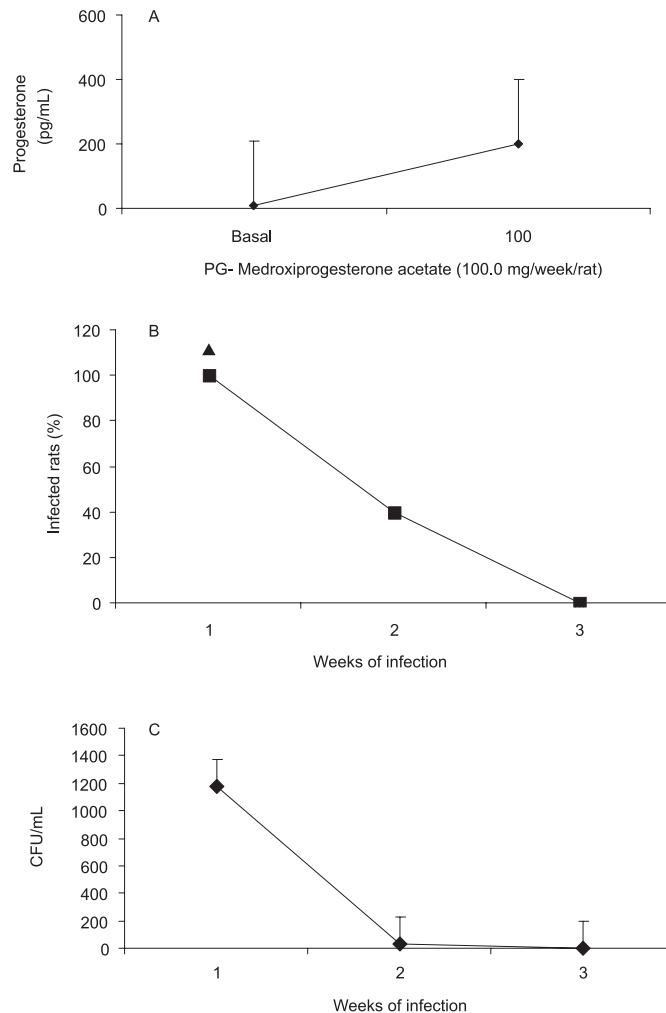 A
600
400
200
0
Progesterone
(pg/mL)
Basal
100
PG- Medroxiprogesterone acetate (100.0 mg/week/rat)
B
120
100
80
60
40
20
0
Infected rats (%)
1
2
3
Weeks of infection
C
1600
1400
1200
1000
800
600
400
200
0
CFU/mL
1
2
3
Weeks of infection